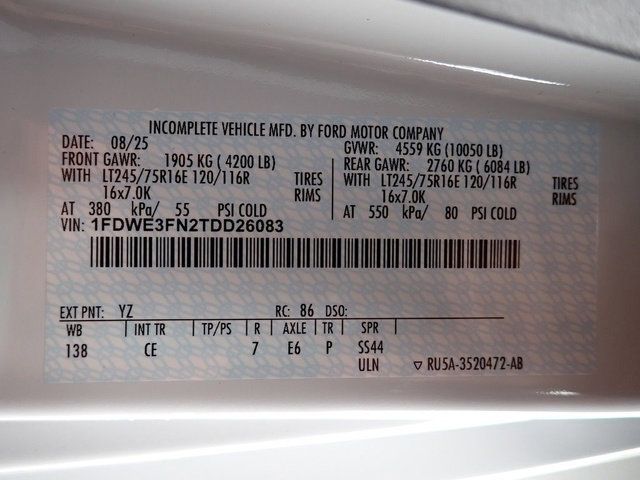 INCOMPLETE VEHICLE MFD. BY FORD MOTOR COMPANY
DATE: 08/25 GVWR: 4559 KG (10050 LB)
FRONT GAWR: 1905 KG ( 4200 LB) REAR GAWR: 2760 KG ( 6084 LB)
WITH LT245/75R16E 120/116R TIRES WITH LT245/75R16E 120/116R TIRES
16x7.0K RIMS 16x7.0K RIMS
AT 380 kPa/ 55 PSI COLD AT 550 kPa/ 80 PSI COLD
VIN: 1FDWE3FN2TDD26083
EXT PNT: YZ RC: 86 DSO:
WB | INT TR | TP/PS | R | AXLE | TR | SPR |
138 CE 7 E6 P SS44
ULN ▽ RU5A-3520472-AB